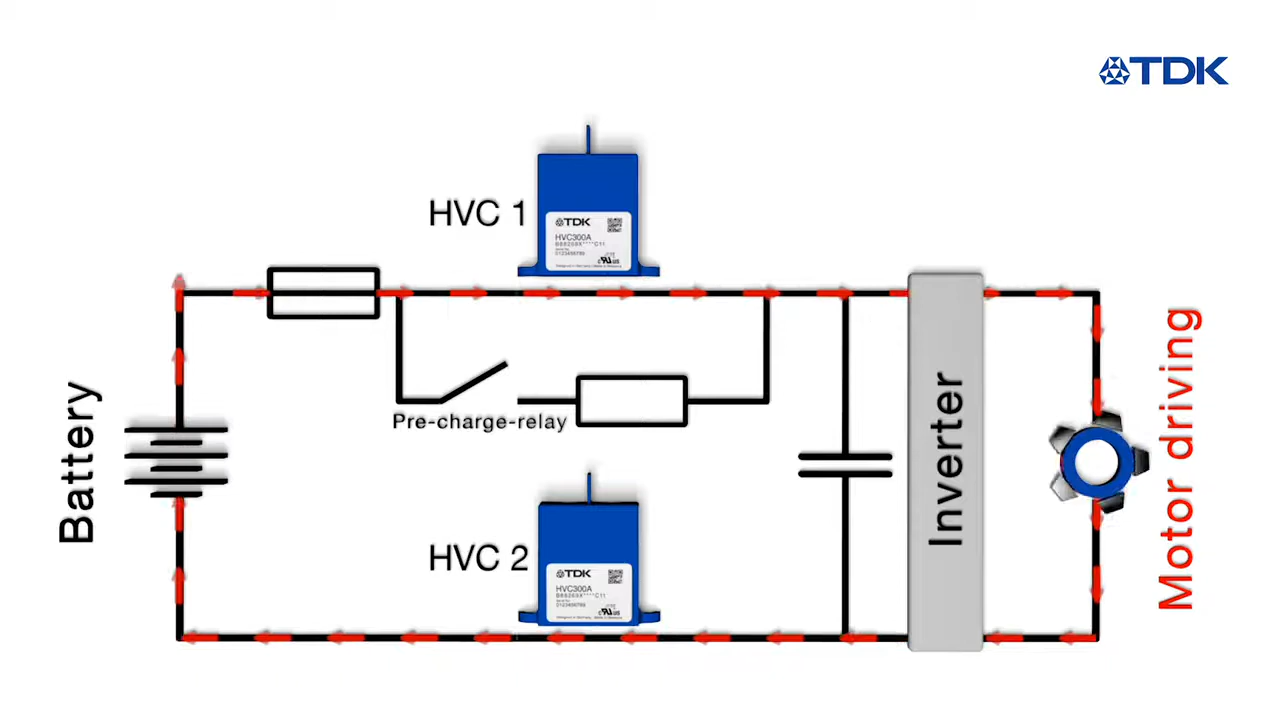 TDK
HVC 1
TDK
HVC300A
Battery
Pre-charge-relay
Inverter
Motor driving
HVC 2
TDK
HVC300A